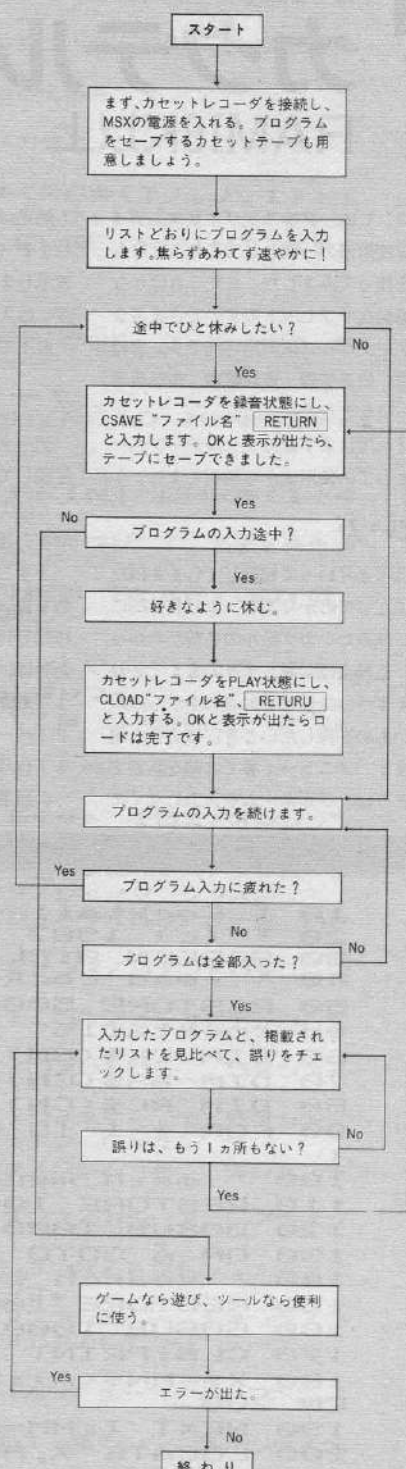 スタート
まず、カセットレコーダを接続し、
MSXの電源を入れる。プログラム
をセーブするカセットテープも用
意しましょう。
リストどおりにプログラムを入力
します。焦らずあわてず速やかに！
途中でひと休みしたい？
No
Yes
カセットレコーダを録音状態にし、
CSAVE "ファイル名" RETURN
と入力します。OKと表示が出たら、
テープにセーブできました。
Yes
No
プログラムの入力途中？
Yes
好きなように休む。
カセットレコーダをPLAY状態にし、
CLOAD"ファイル名"、RETURU
と入力する。OKと表示が出たらロ
ードは完了です。
プログラムの入力を続けます。
Yes
プログラム入力に疲れた？
No
プログラムは全部入った？
No
Yes
入力したプログラムと、掲載され
たリストを見比べて、誤りをチェ
ックします。
誤りは、もう1ヵ所もない？
No
Yes
ゲームなら遊び、ツールなら便利
に使う。
Yes
エラーが出た。
No
終わり